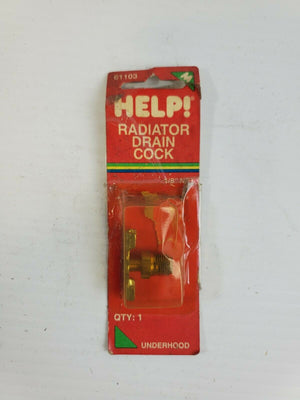 61103
HELP!
RADIATOR
DRAIN
COCK
QTY: 1
UNDERHOOD